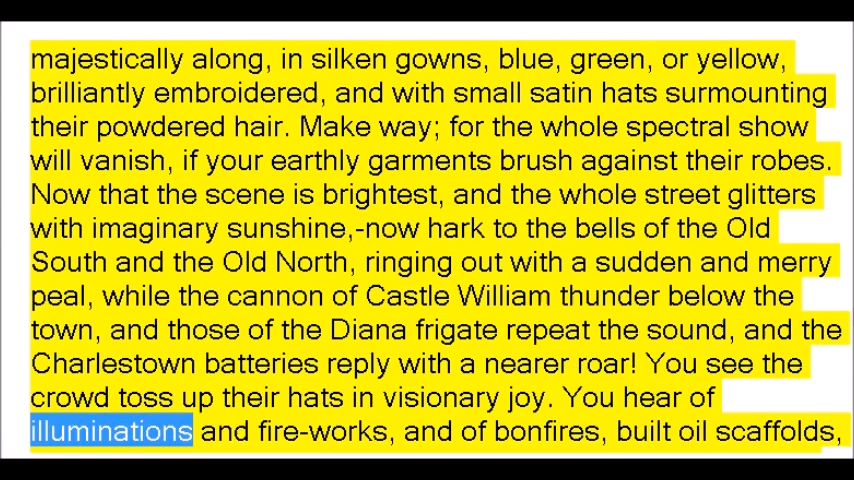 majestically along, in silken gowns, blue, green, or yellow,
brilliantly embroidered, and with small satin hats surmounting
their powdered hair. Make way; for the whole spectral show
will vanish, if your earthly garments brush against their robes.
Now that the scene is brightest, and the whole street glitters
with imaginary sunshine,-now hark to the bells of the Old
South and the Old North, ringing out with a sudden and merry
peal, while the cannon of Castle William thunder below the
town, and those of the Diana frigate repeat the sound, and the
Charlestown batteries reply with a nearer roar! You see the
crowd toss up their hats in visionary joy. You hear of
illuminations and fire-works, and of bonfires, built oil scaffolds,